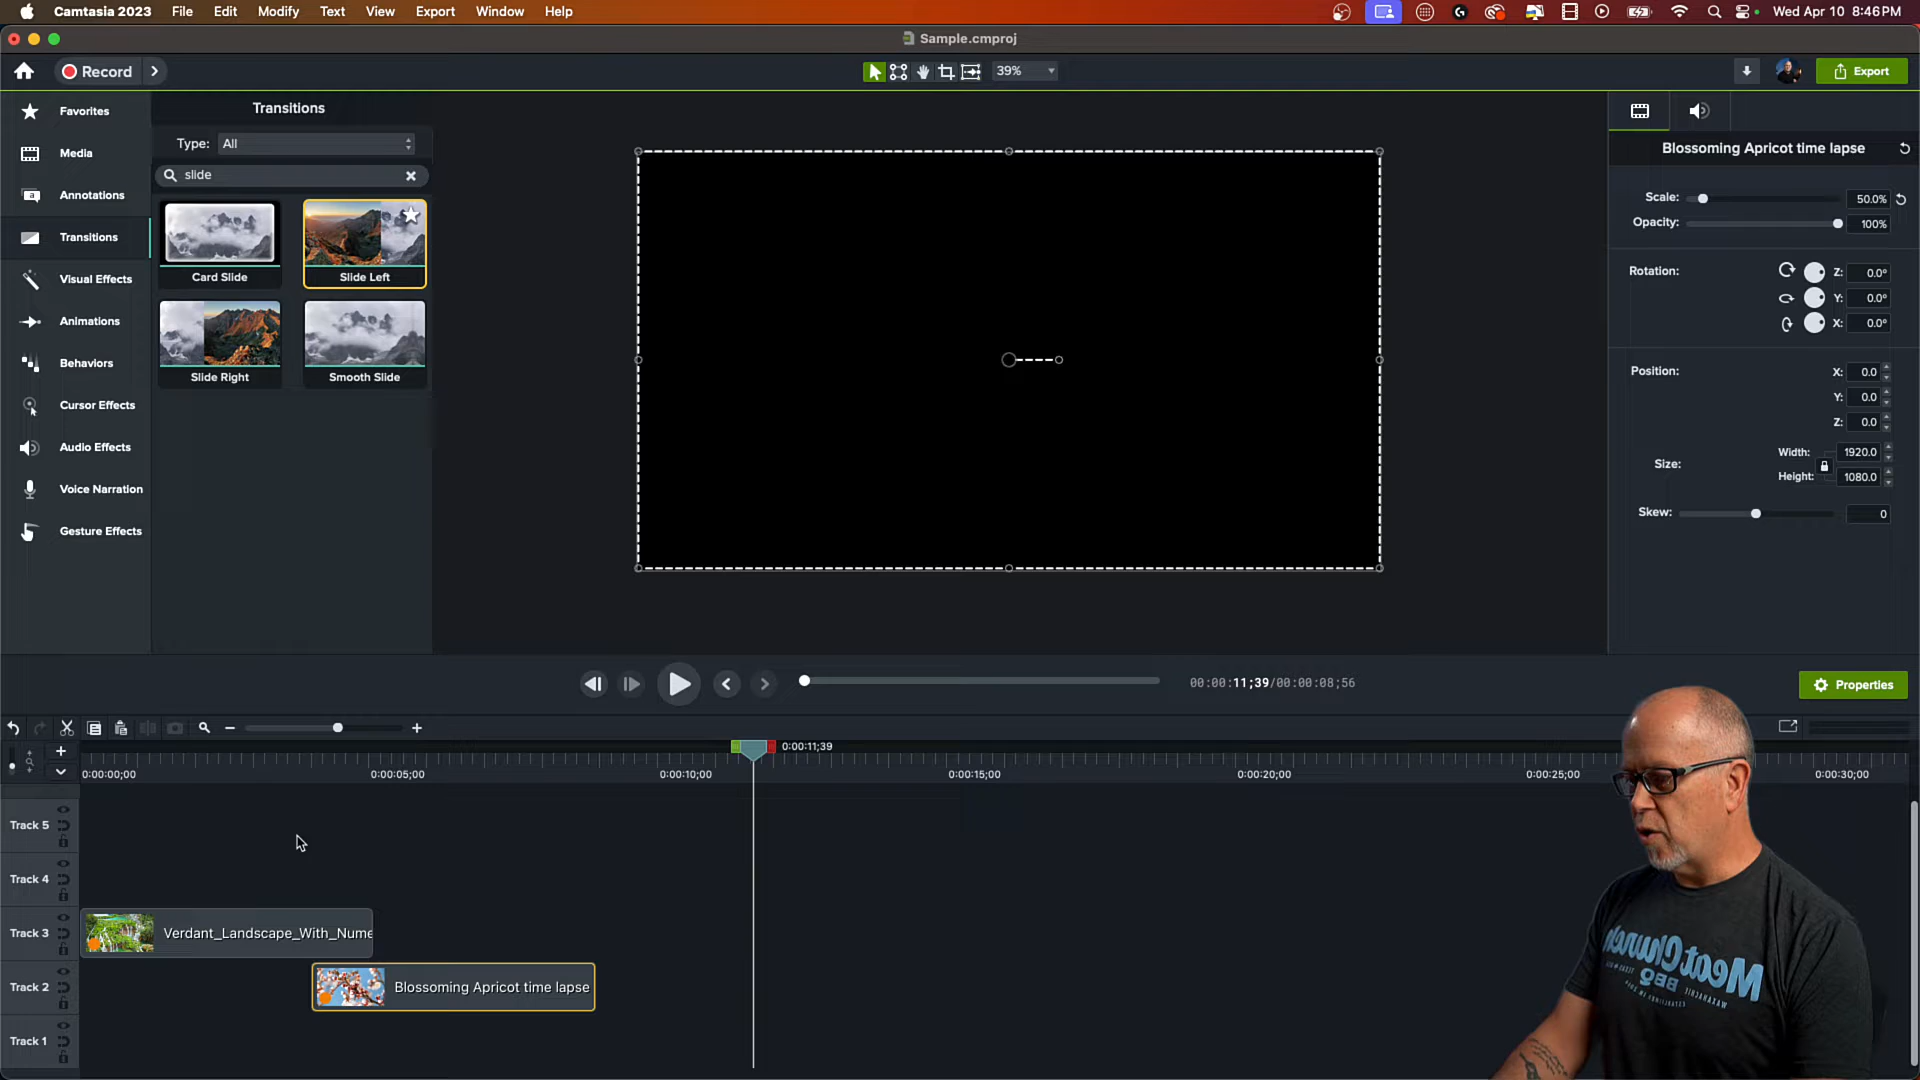 Camtasia 2023 File Edit Modify Text View Export Window Help Wed Apr 10 8:46 PM
Sample.cmproj
Record 39% Export
Favorites
Media
Annotations
Transitions
Visual Effects
Animations
Behaviors
Cursor Effects
Audio Effects
Voice Narration
Gesture Effects
Transitions
Type: All
slide
Card Slide Slide Left
Slide Right Smooth Slide
Blossoming Apricot time lapse
Scale: 50.0%
Opacity: 100%
Rotation: Z: 0.0°
Y: 0.0°
X: 0.0°
Position: X: 0.0
Y: 0.0
Z: 0.0
Size: Width: 1920.0
Height: 1080.0
Skew: 0
00:00:11;39/00:00:08;56
Properties
0:00:11;39
0:00:00;00 0:00:05;00 0:00:10;00 0:00:15;00 0:00:20;00 0:00:25;00 0:00:30;00
Track 5
Track 4
Track 3 Verdant_Landscape_With_Nume
Track 2 Blossoming Apricot time lapse
Track 1
Meat Church
BBQ